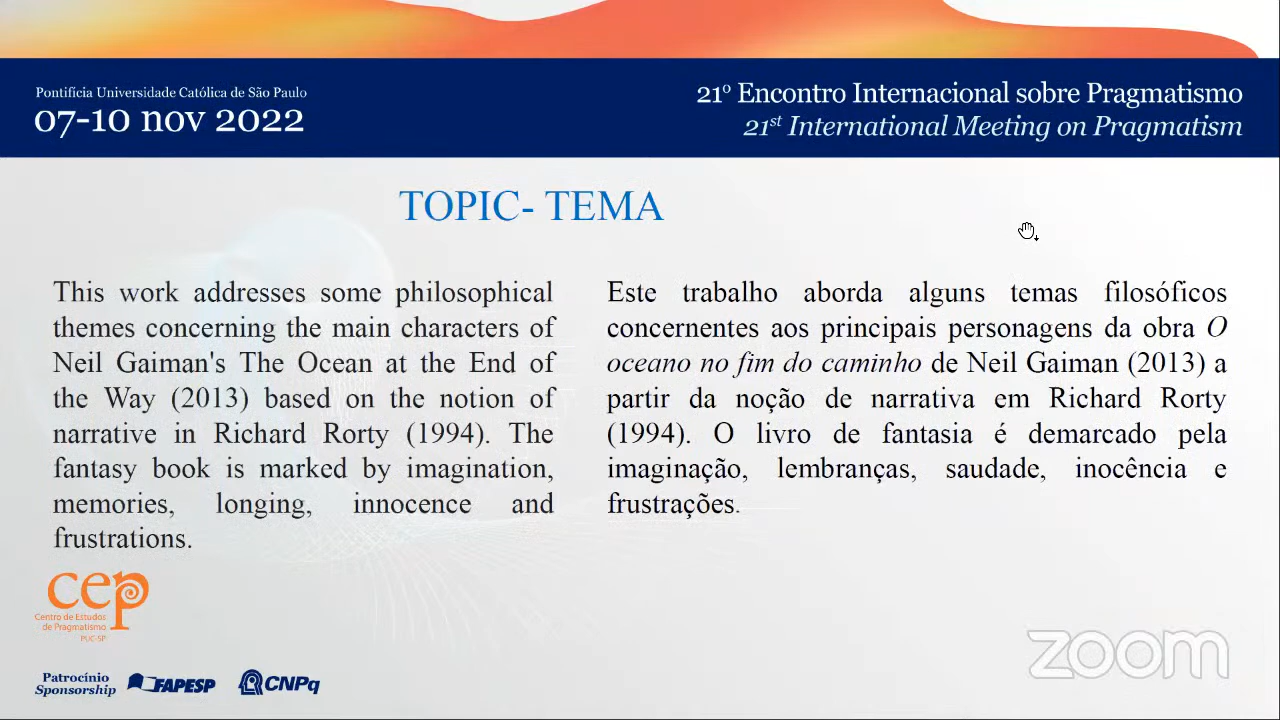 Pontifícia Universidade Católica de São Paulo
07-10 nov 2022
21º Encontro Internacional sobre Pragmatismo
21st International Meeting on Pragmatism
TOPIC- TEMA
This work addresses some philosophical
themes concerning the main characters of
Neil Gaiman's The Ocean at the End of
the Way (2013) based on the notion of
narrative in Richard Rorty (1994). The
fantasy book is marked by imagination,
memories, longing, innocence and
frustrations.
Este trabalho aborda alguns temas filosóficos
concernentes aos principais personagens da obra O
oceano no fim do caminho de Neil Gaiman (2013) a
partir da noção de narrativa em Richard Rorty
(1994). O livro de fantasia é demarcado pela
imaginação, lembranças, saudade, inocência e
frustrações.
cep
Centro de Estudos
de Pragmatismo
PUC-SP
Patrocínio
Sponsorship
FAPESP
CNPq
zoom